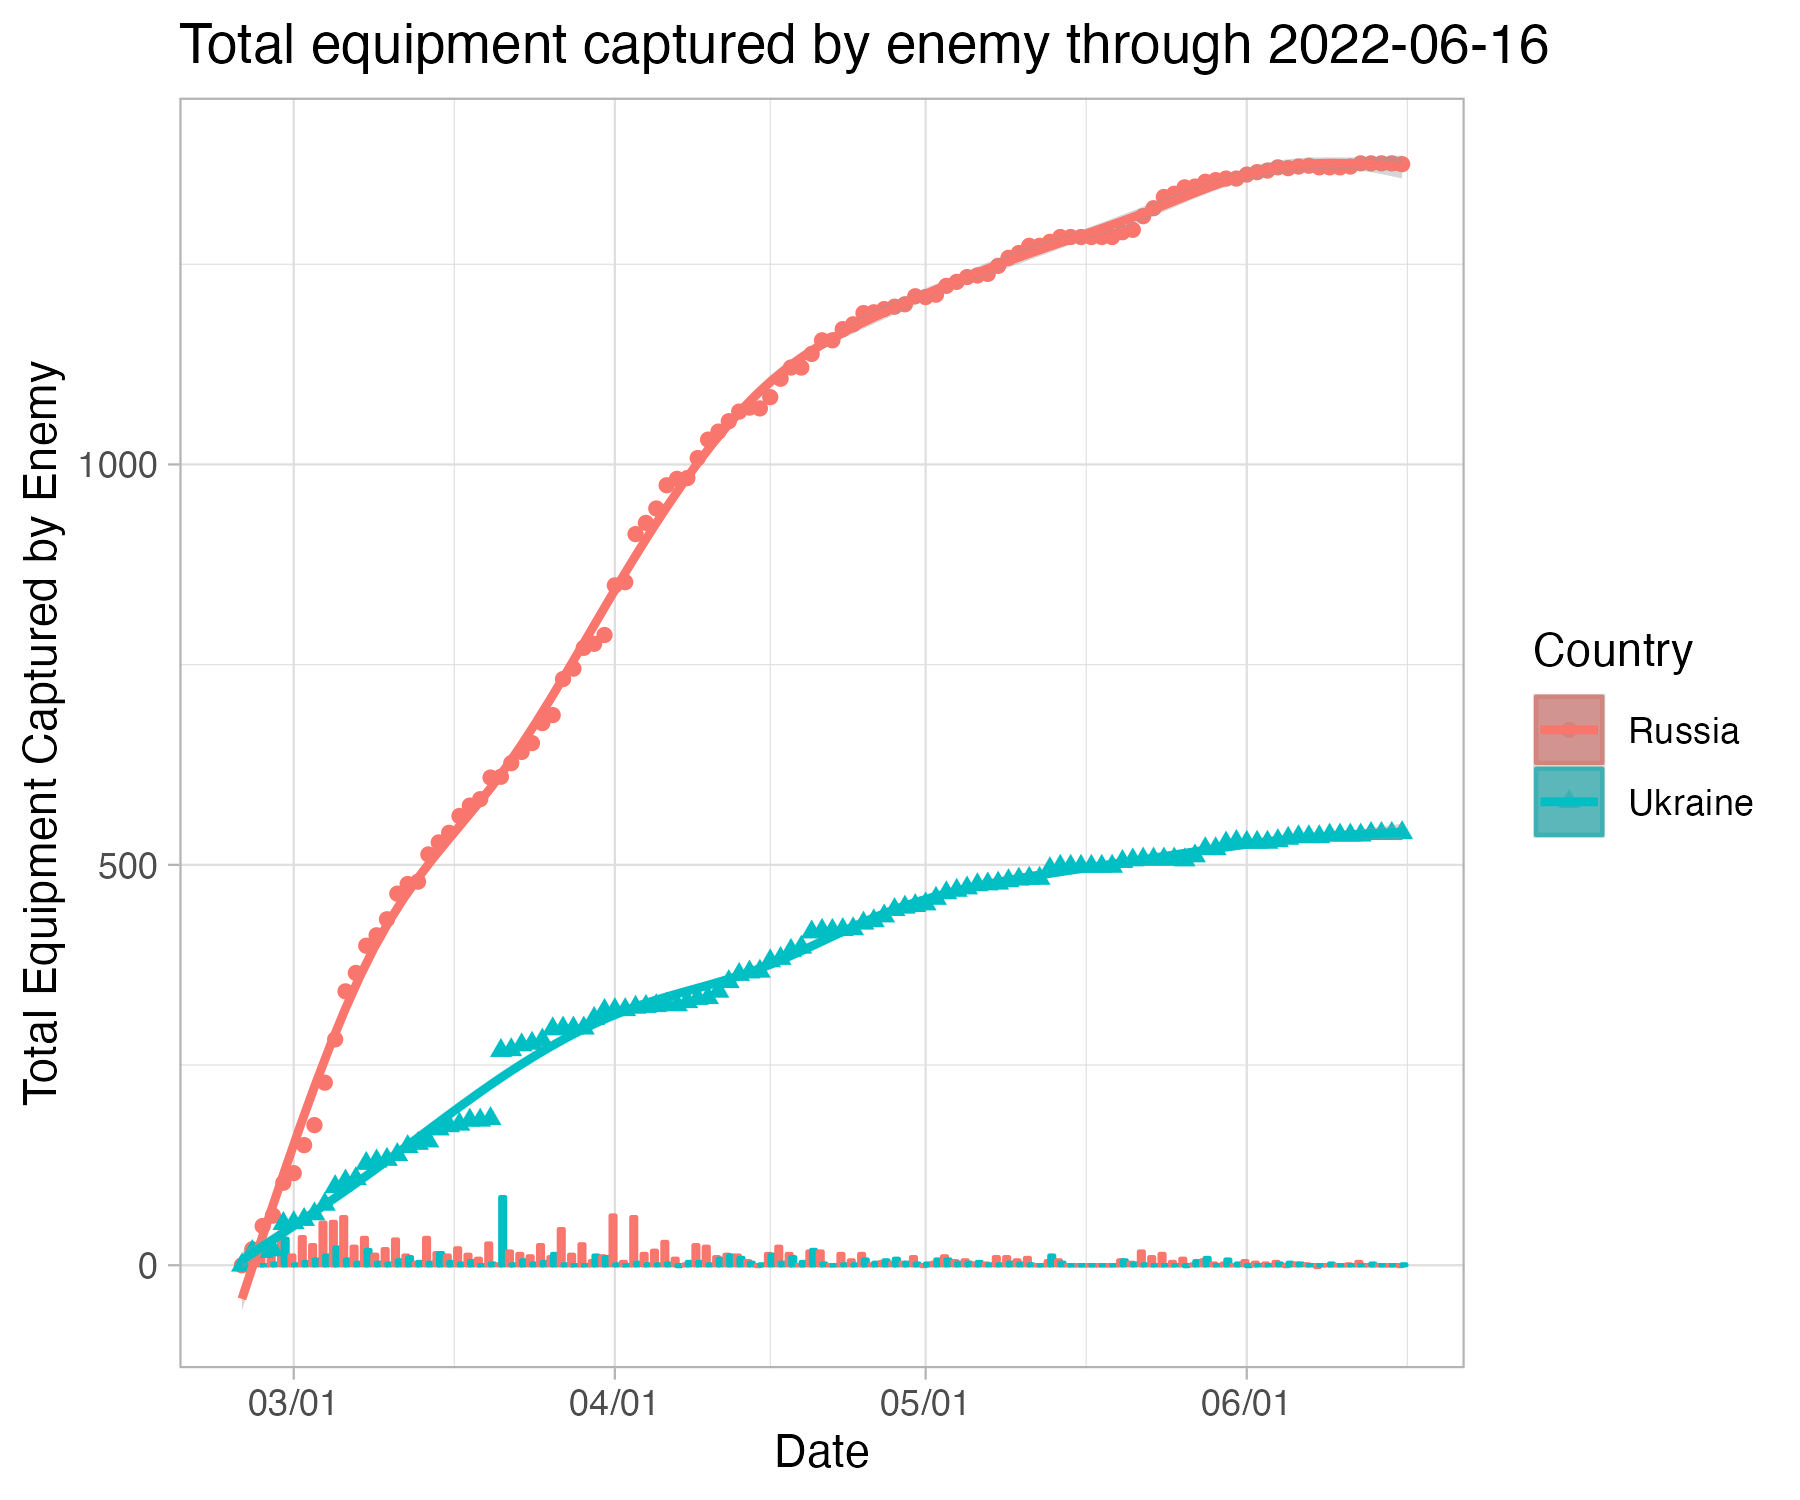 Total equipment captured by enemy through 2022-06-16
Total Equipment Captured by Enemy
1000
500
0
03/01
04/01
05/01
06/01
Date
Country
Russia
Ukraine